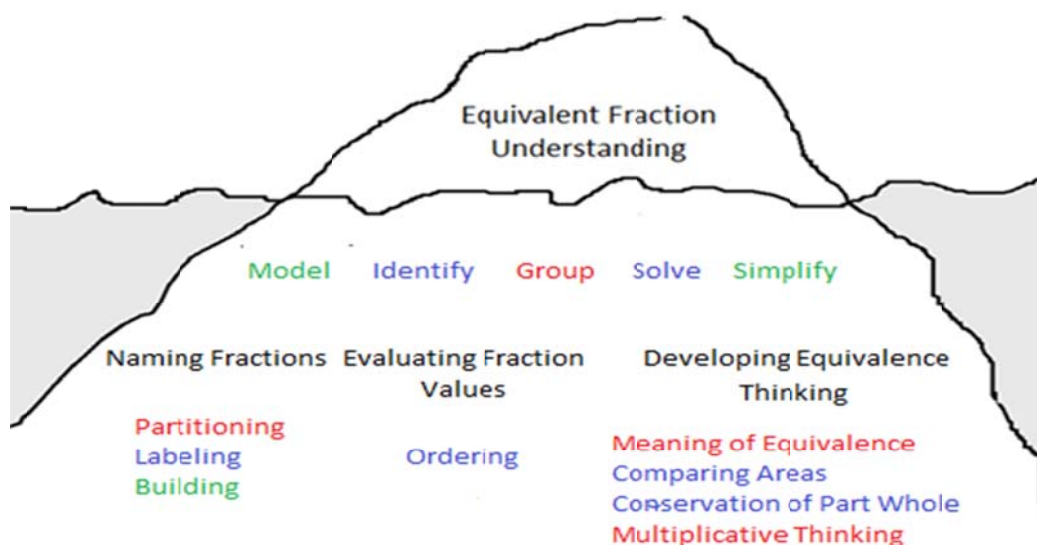 Equivalent Fraction
Understanding
Model Identify Group Solve Simplify
Naming Fractions
Partitioning
Labeling
Building
Evaluating Fraction
Values
Ordering
Developing Equivalence
Thinking
Meaning of Equivalence
Comparing Areas
Conservation of Part Whole
Multiplicative Thinking